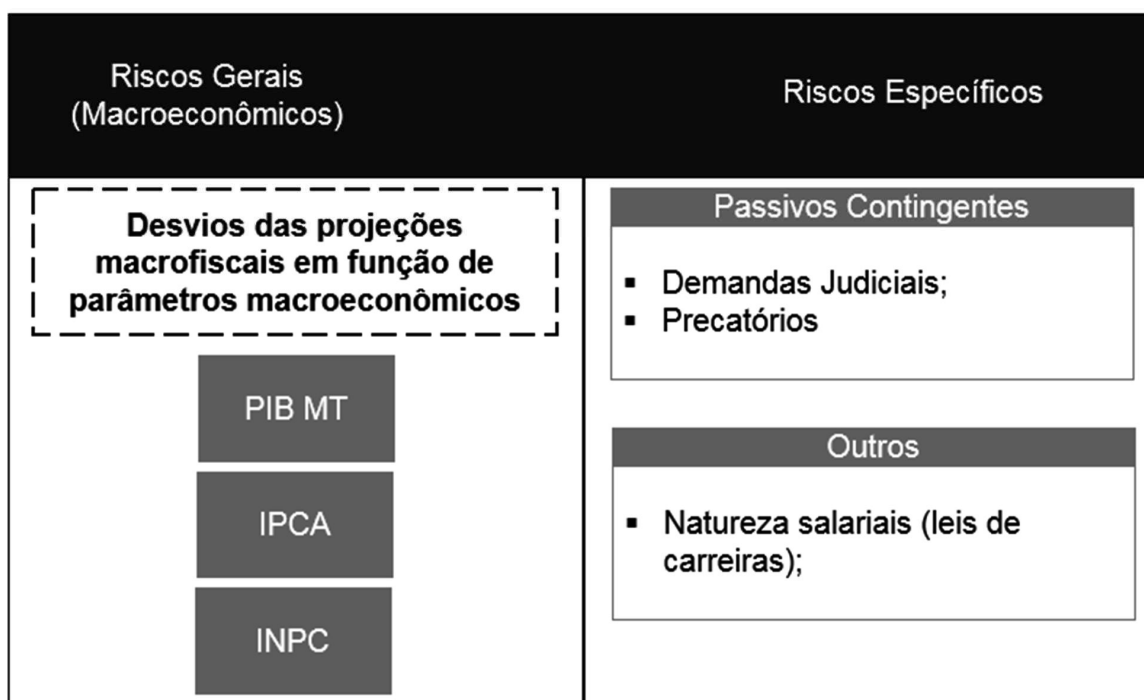 Riscos Gerais
(Macroeconômicos)
Riscos Específicos
Desvios das projeções
macrofiscais em função de
parâmetros macroeconômicos
PIB MT
IPCA
INPC
Passivos Contingentes
▪ Demandas Judiciais;
▪ Precatórios
Outros
▪ Natureza salariais (leis de
carreiras);